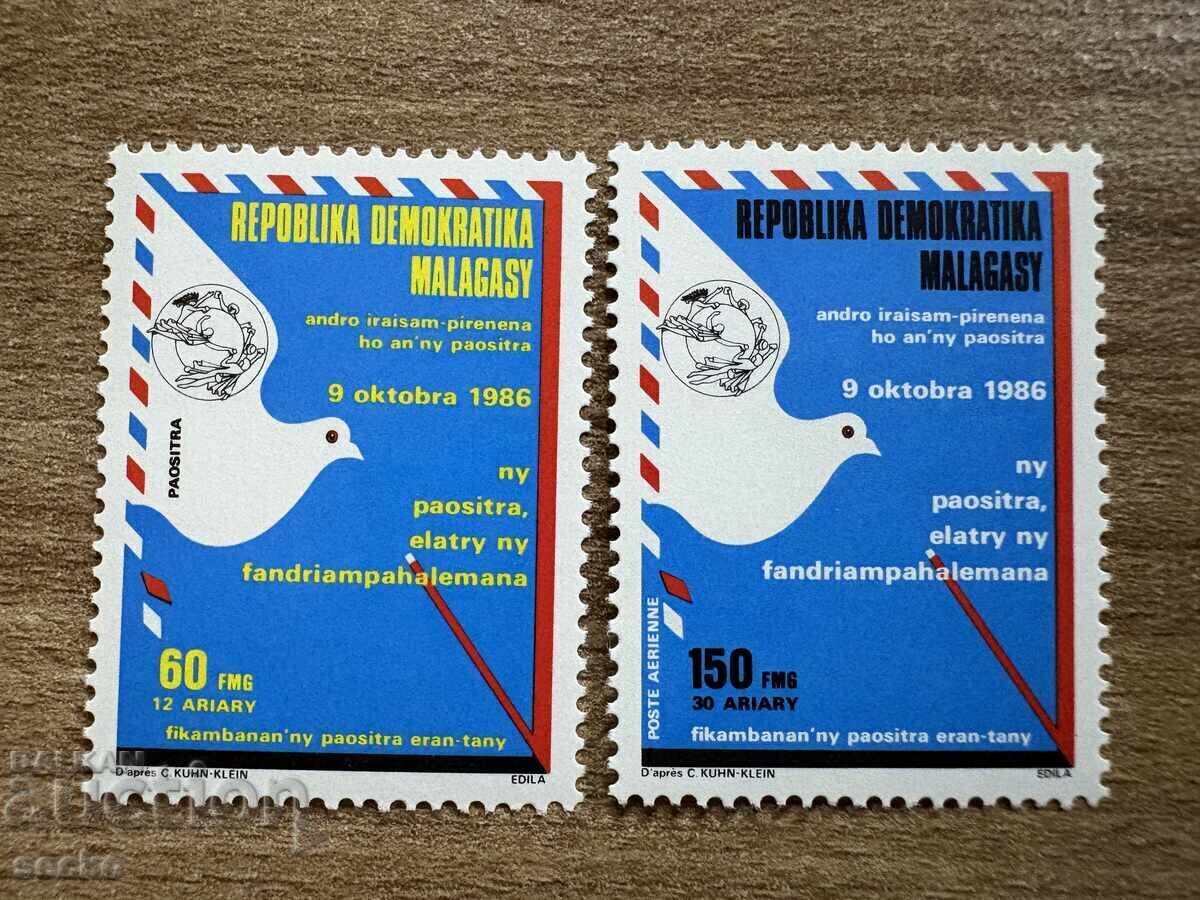 REPOBLIKA DEMOKRATIKA
MALAGASY
andro iraisam-pirenena
ho an'ny paositra
9 oktobra 1986
PAOSITRA
ny
paositra,
elatry ny
fandriampahalemana
60 FMG
12 ARIARY
fikambanan'ny paositra eran-tany
D'après C. KUHN-KLEIN
EDILA
REPOBLIKA DEMOKRATIKA
MALAGASY
andro iraisam-pirenena
ho an'ny paositra
9 oktobra 1986
ny
paositra,
elatry ny
fandriampahalemana
POSTE AERIENNE
150 FMG
30 ARIARY
fikambanan'ny paositra eran-tany
D'après C. KUHN-KLEIN
EDILA
BALKAN
auction